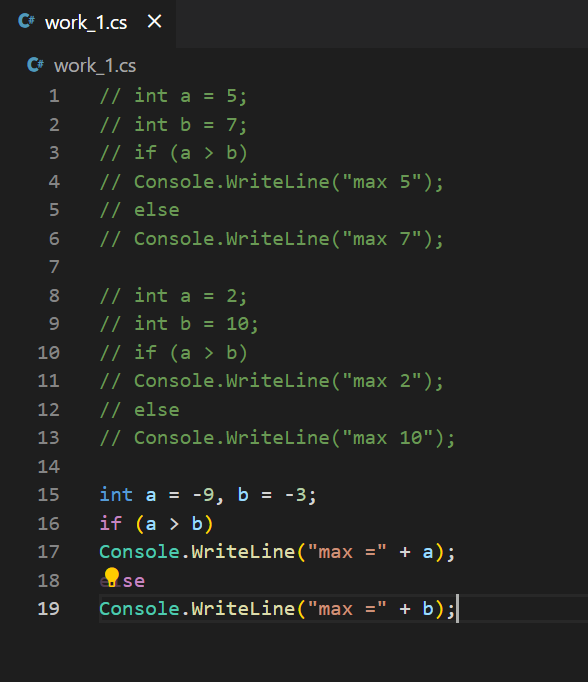 C# work_1.cs ×
C# work_1.cs
1 // int a = 5;
2 // int b = 7;
3 // if (a > b)
4 // Console.WriteLine("max 5");
5 // else
6 // Console.WriteLine("max 7");
7
8 // int a = 2;
9 // int b = 10;
10 // if (a > b)
11 // Console.WriteLine("max 2");
12 // else
13 // Console.WriteLine("max 10");
14
15 int a = -9, b = -3;
16 if (a > b)
17 Console.WriteLine("max =" + a);
18 else
19 Console.WriteLine("max =" + b);